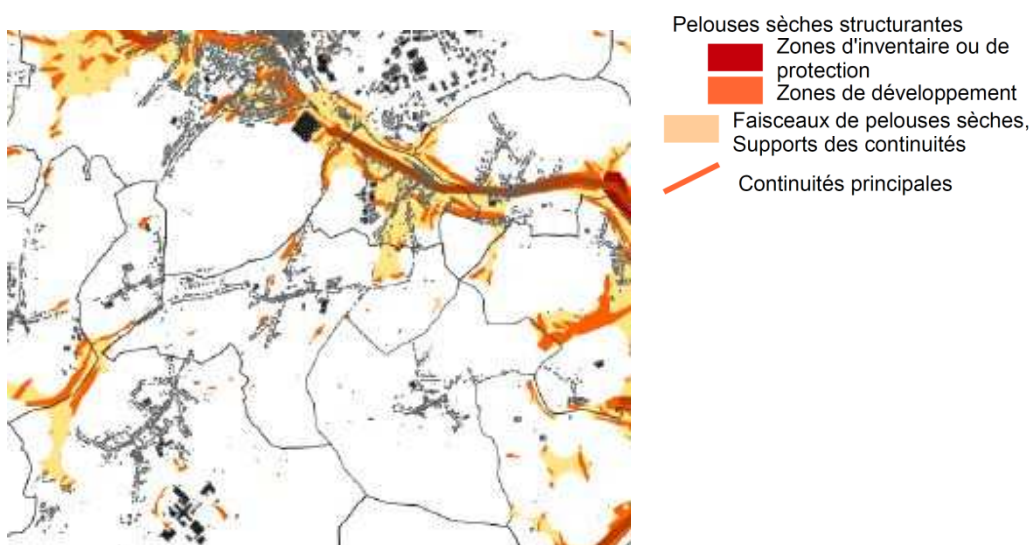 Pelouses sèches structurantes
Zones d'inventaire ou de
protection
Zones de développement
Faisceaux de pelouses sèches,
Supports des continuités
Continuités principales